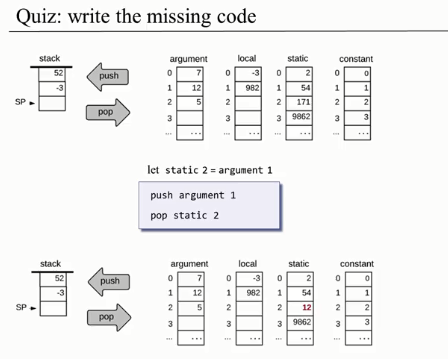 Quiz: write the missing code
stack argument local static constant
52 push 0 7 0 -3 0 2 0 0
-3 1 12 1 982 1 54 1 1
SP pop 2 5 2 2 171 2 2
3 3 3 9862 3 3
... ... ... ... ... ... ... ...
let static 2 = argument 1
push argument 1
pop static 2
stack argument local static constant
52 push 0 7 0 -3 0 2 0 0
-3 1 12 1 982 1 54 1 1
SP pop 2 5 2 2 12 2 2
3 3 3 9862 3 3
... ... ... ... ... ... ... ...